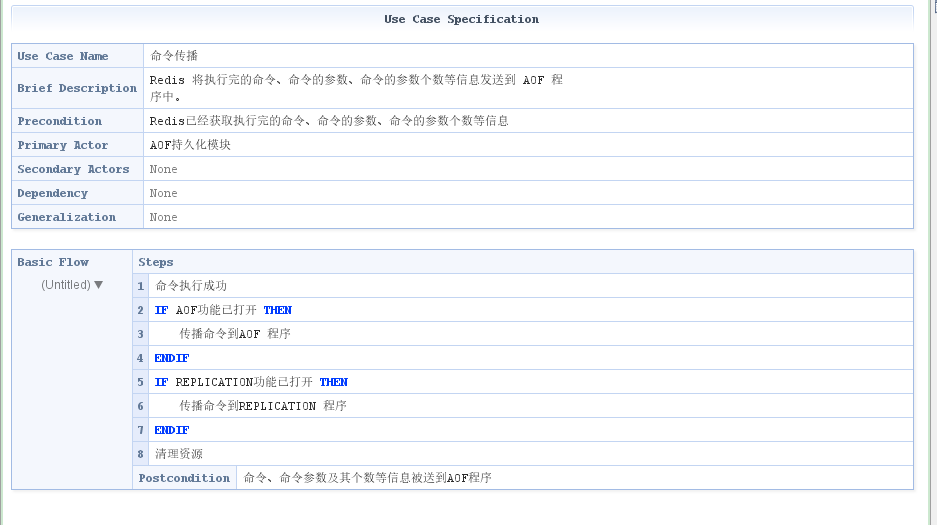 Use Case Specification
Use Case Name 命令传播
Brief Description Redis 将执行完的命令、命令的参数、命令的参数个数等信息发送到 AOF 程
序中。
Precondition Redis已经获取执行完的命令、命令的参数、命令的参数个数等信息
Primary Actor AOF持久化模块
Secondary Actors None
Dependency None
Generalization None
Basic Flow Steps
(Untitled) ▼
1 命令执行成功
2 IF AOF功能已打开 THEN
3 传播命令到AOF 程序
4 ENDIF
5 IF REPLICATION功能已打开 THEN
6 传播命令到REPLICATION 程序
7 ENDIF
8 清理资源
Postcondition 命令、命令参数及其个数等信息被送到AOF程序